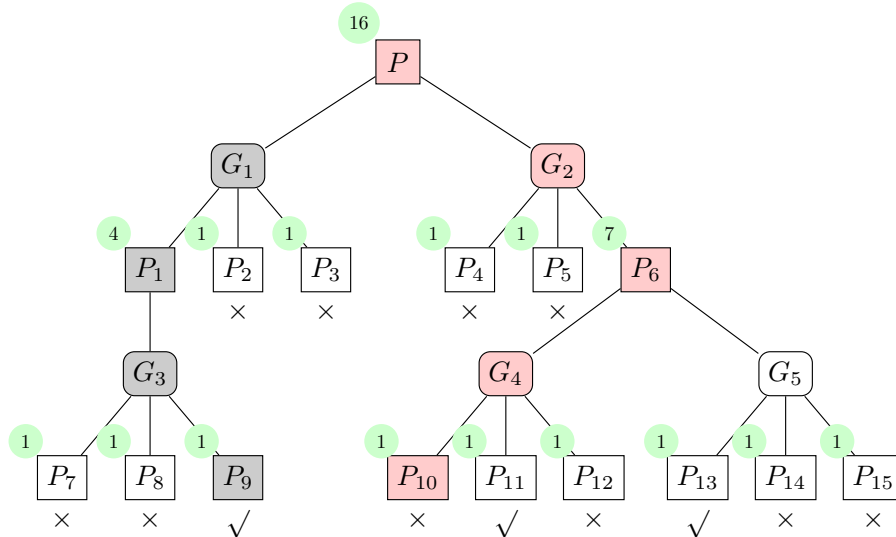 16
P
G₁ G₂
4 1 1 1 1 7
P₁ P₂ P₃ P₄ P₅ P₆
× × × ×
G₃ G₄ G₅
1 1 1 1 1 1 1 1 1
P₇ P₈ P₉ P₁₀ P₁₁ P₁₂ P₁₃ P₁₄ P₁₅
× × √ × √ × √ × ×